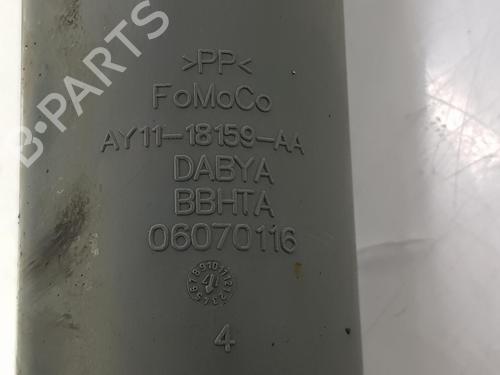 >PP<
FoMoCo
AY11-18159-AA
DABYA
BBHTA
06070116
4
B-PARTS